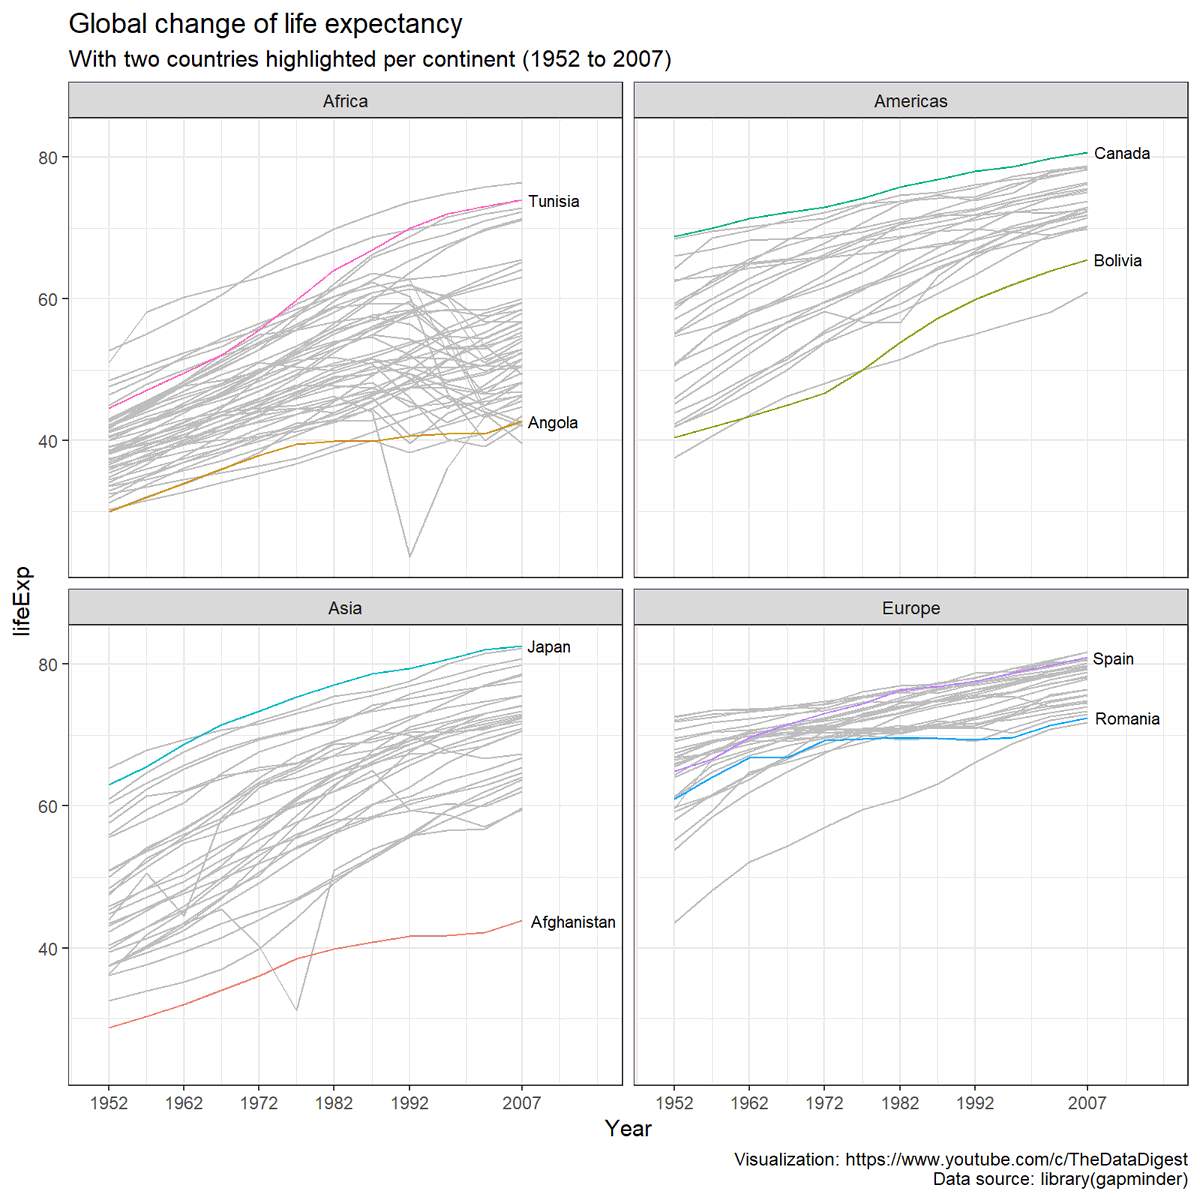 Global change of life expectancy
With two countries highlighted per continent (1952 to 2007)
Africa
Americas
80
60
40
Tunisia
Angola
Canada
Bolivia
lifeExp
Asia
Europe
80
60
40
Japan
Afghanistan
Spain
Romania
1952 1962 1972 1982 1992 2007
1952 1962 1972 1982 1992 2007
Year
Visualization: https://www.youtube.com/c/TheDataDigest
Data source: library(gapminder)